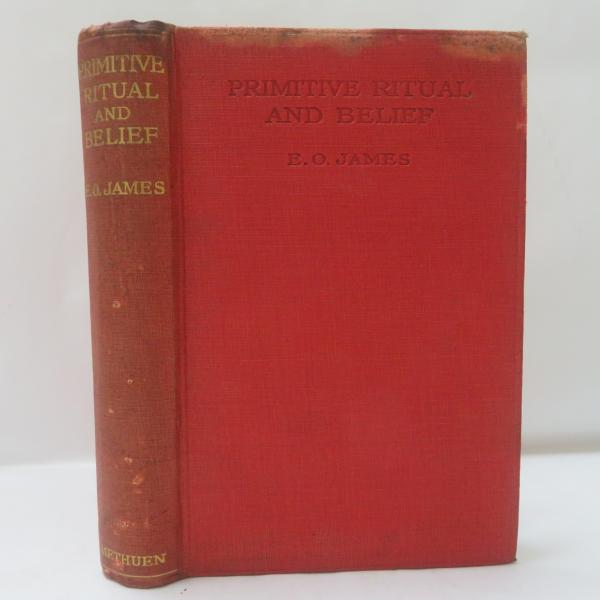 PRIMITIVE
RITUAL
AND
BELIEF
E.O. JAMES
METHUEN
PRIMITIVE RITUAL
AND BELIEF
E. O. JAMES